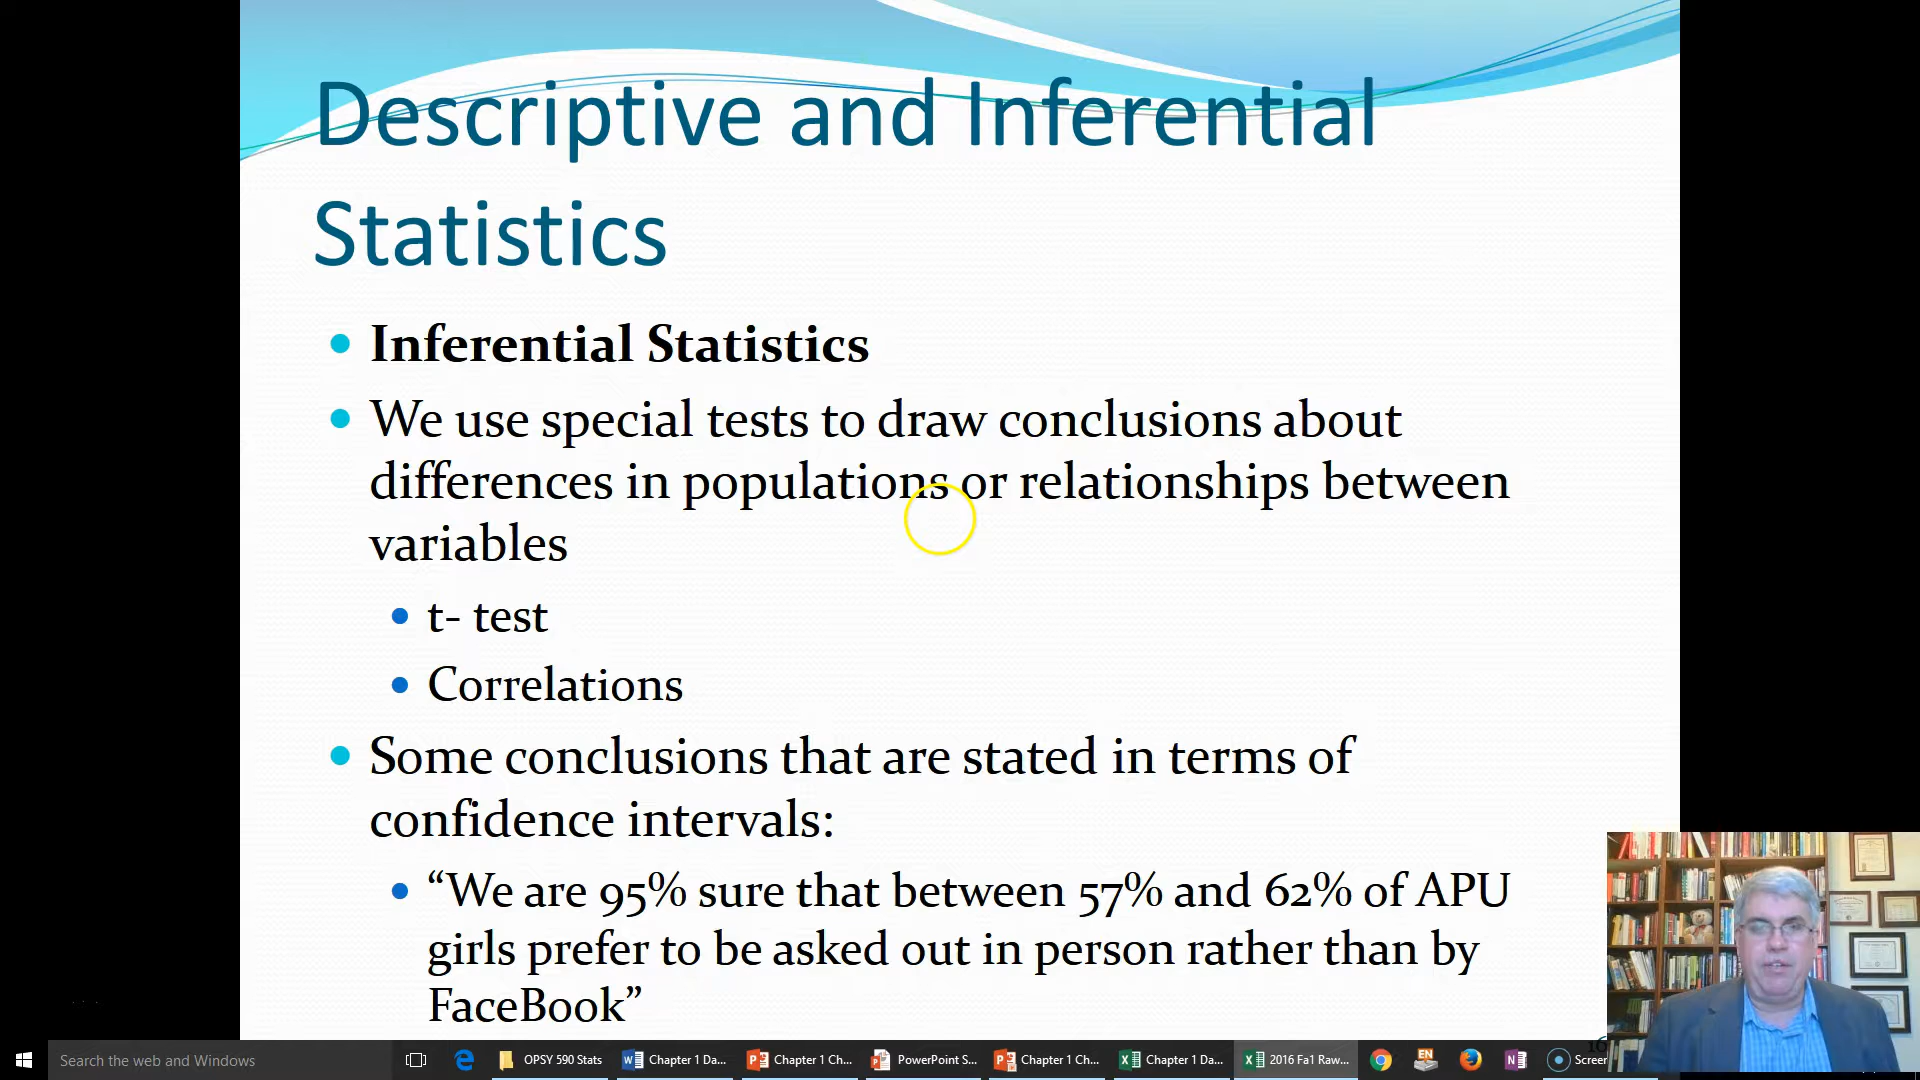 Descriptive and Inferential
Statistics
Inferential Statistics
We use special tests to draw conclusions about
differences in populations or relationships between
variables
t- test
Correlations
Some conclusions that are stated in terms of
confidence intervals:
“We are 95% sure that between 57% and 62% of APU
girls prefer to be asked out in person rather than by
FaceBook”
16
Search the web and Windows
OPSY 590 Stats
Chapter 1 Da...
Chapter 1 Ch...
PowerPoint S...
Chapter 1 Ch...
Chapter 1 Da...
2016 Fa1 Raw...
EN
Screen